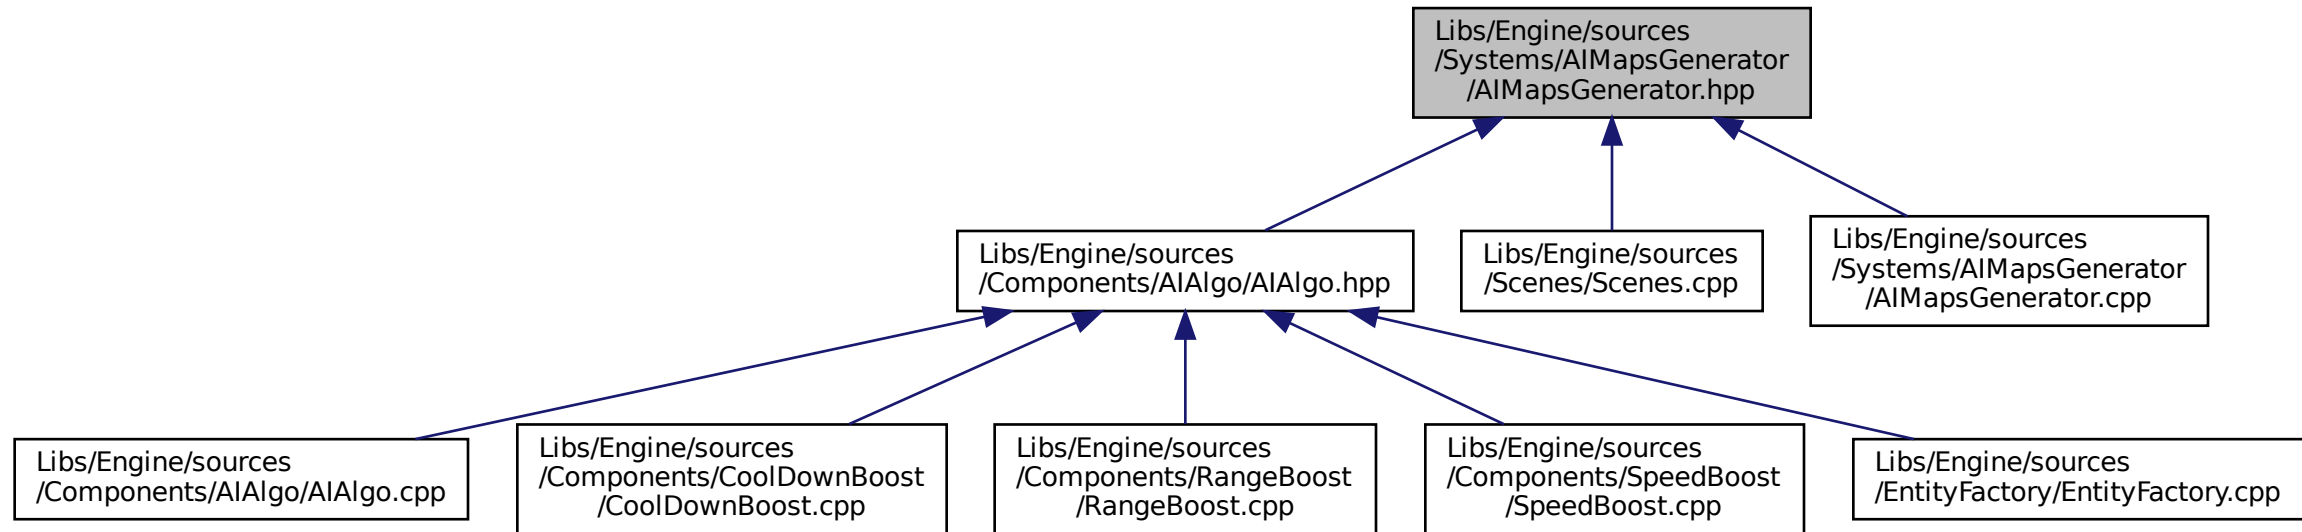 Libs/Engine/sources
/Systems/AIMapsGenerator
/AIMapsGenerator.hpp
Libs/Engine/sources
/Components/AIAlgo/AIAlgo.hpp
Libs/Engine/sources
/Scenes/Scenes.cpp
Libs/Engine/sources
/Systems/AIMapsGenerator
/AIMapsGenerator.cpp
Libs/Engine/sources
/Components/AIAlgo/AIAlgo.cpp
Libs/Engine/sources
/Components/CoolDownBoost
/CoolDownBoost.cpp
Libs/Engine/sources
/Components/RangeBoost
/RangeBoost.cpp
Libs/Engine/sources
/Components/SpeedBoost
/SpeedBoost.cpp
Libs/Engine/sources
/EntityFactory/EntityFactory.cpp